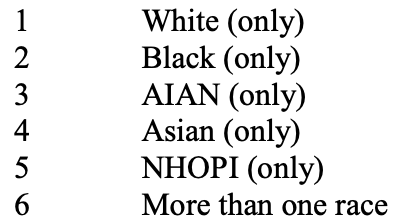 1 White (only)
2 Black (only)
3 AIAN (only)
4 Asian (only)
5 NHOPI (only)
6 More than one race